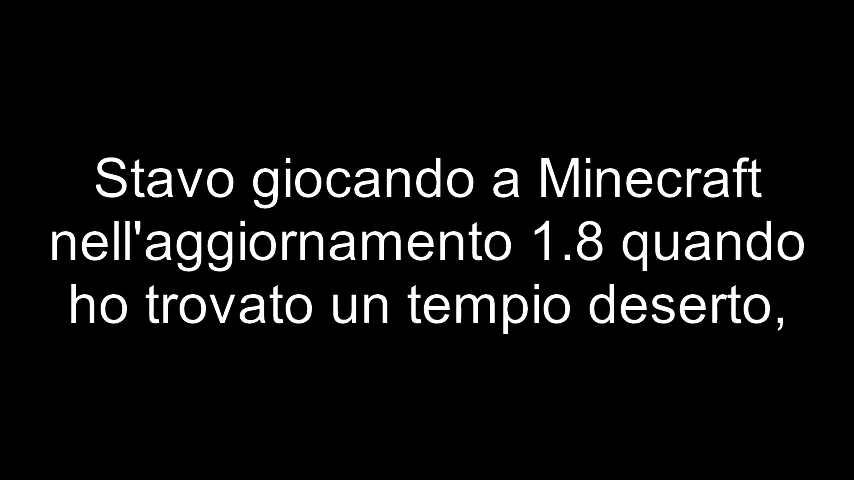 Stavo giocando a Minecraft
nell'aggiornamento 1.8 quando
ho trovato un tempio deserto,